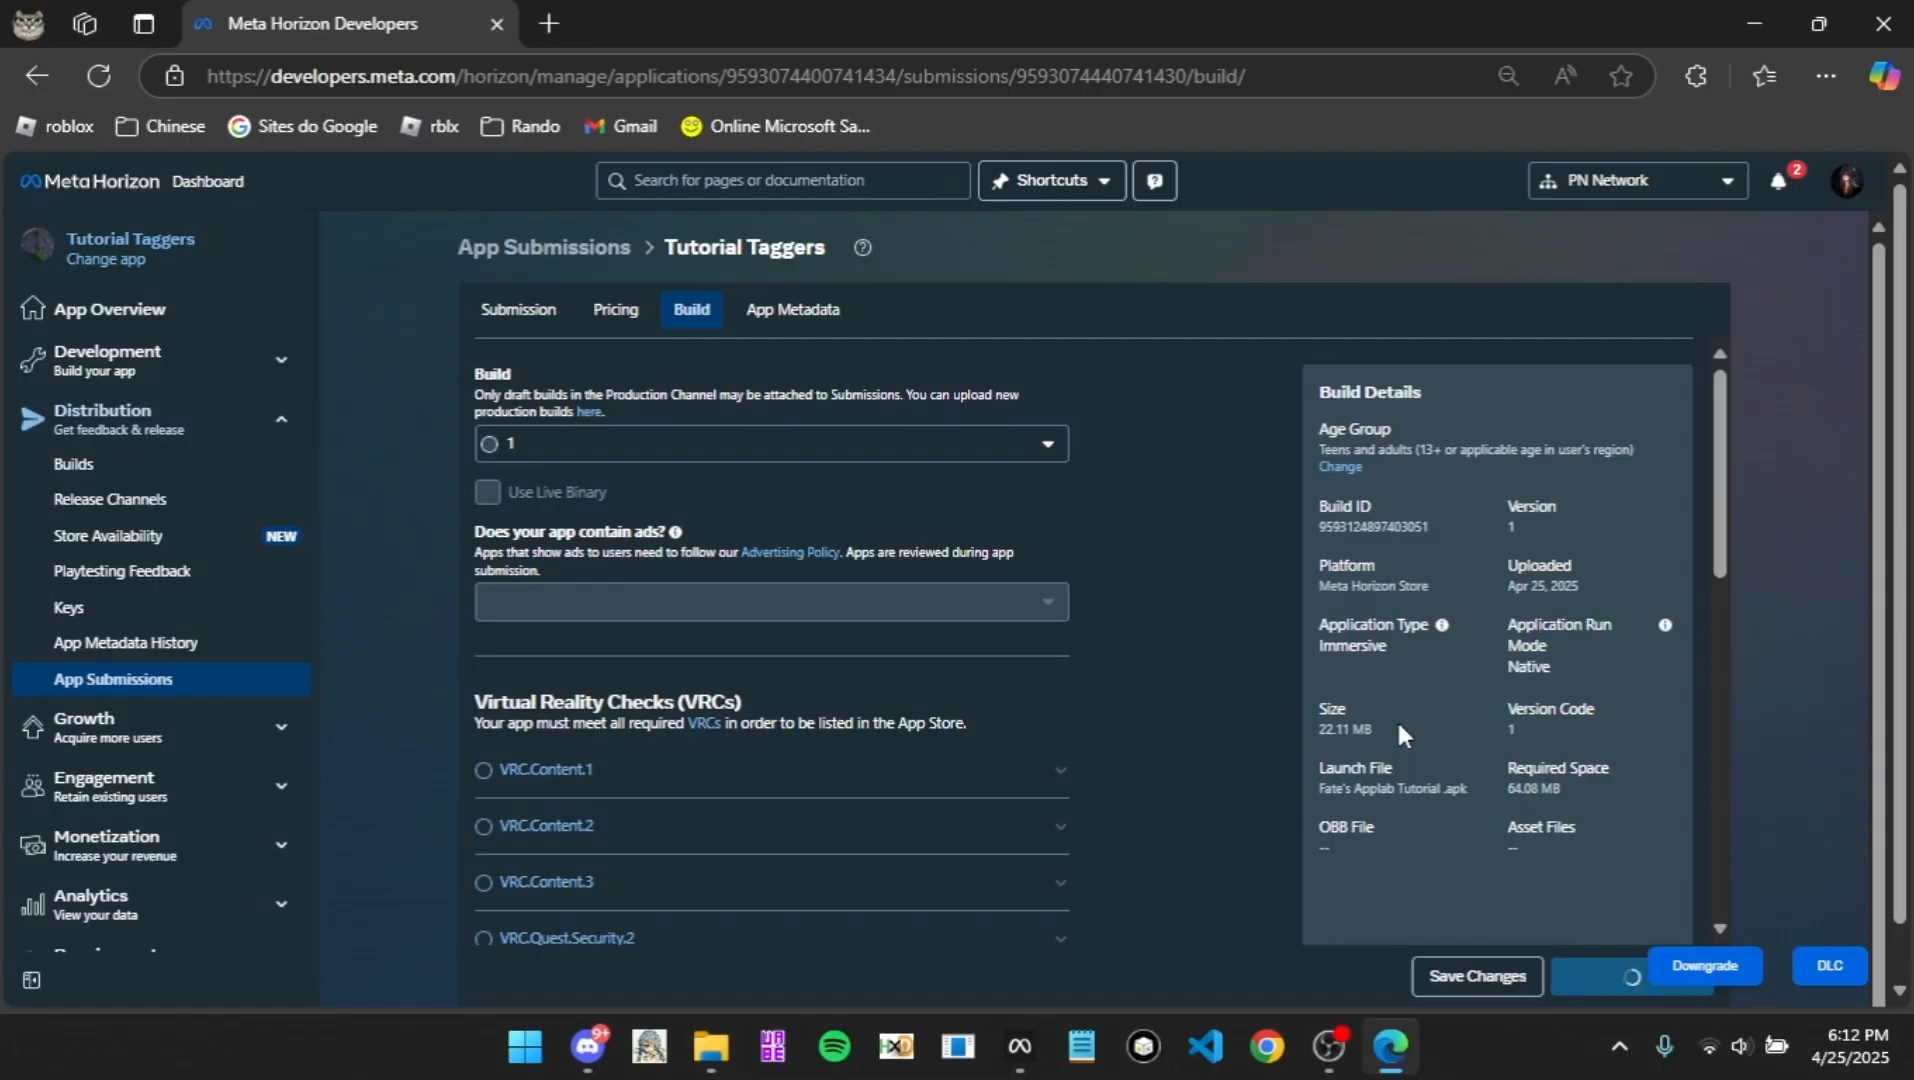 Meta Horizon Developers
https://developers.meta.com/horizon/manage/applications/9593074400741434/submissions/9593074440741430/build/
roblox
Chinese
Sites do Google
rblx
Rando
Gmail
Online Microsoft Sa...
Meta Horizon Dashboard
Search for pages or documentation
Shortcuts
PN Network
2
Tutorial Taggers
Change app
App Overview
Development
Build your app
Distribution
Get feedback & release
Builds
Release Channels
Store Availability NEW
Playtesting Feedback
Keys
App Metadata History
App Submissions
Growth
Acquire more users
Engagement
Retain existing users
Monetization
Increase your revenue
Analytics
View your data
App Submissions > Tutorial Taggers
Submission
Pricing
Build
App Metadata
Build
Only draft builds in the Production Channel may be attached to Submissions. You can upload new
production builds here.
1
Use Live Binary
Does your app contain ads?
Apps that show ads to users need to follow our Advertising Policy. Apps are reviewed during app
submission.
Virtual Reality Checks (VRCs)
Your app must meet all required VRCs in order to be listed in the App Store.
VRC.Content.1
VRC.Content.2
VRC.Content.3
VRC.Quest.Security.2
Build Details
Age Group
Teens and adults (13+ or applicable age in user's region)
Change
Build ID
9593124897403051
Version
1
Platform
Meta Horizon Store
Uploaded
Apr 25, 2025
Application Type
Immersive
Application Run
Mode
Native
Size
22.11 MB
Version Code
1
Launch File
Fate's Applab Tutorial .apk
Required Space
64.08 MB
OBB File
--
Asset Files
--
Save Changes
Downgrade
DLC
9+
HXD
6:12 PM
4/25/2025